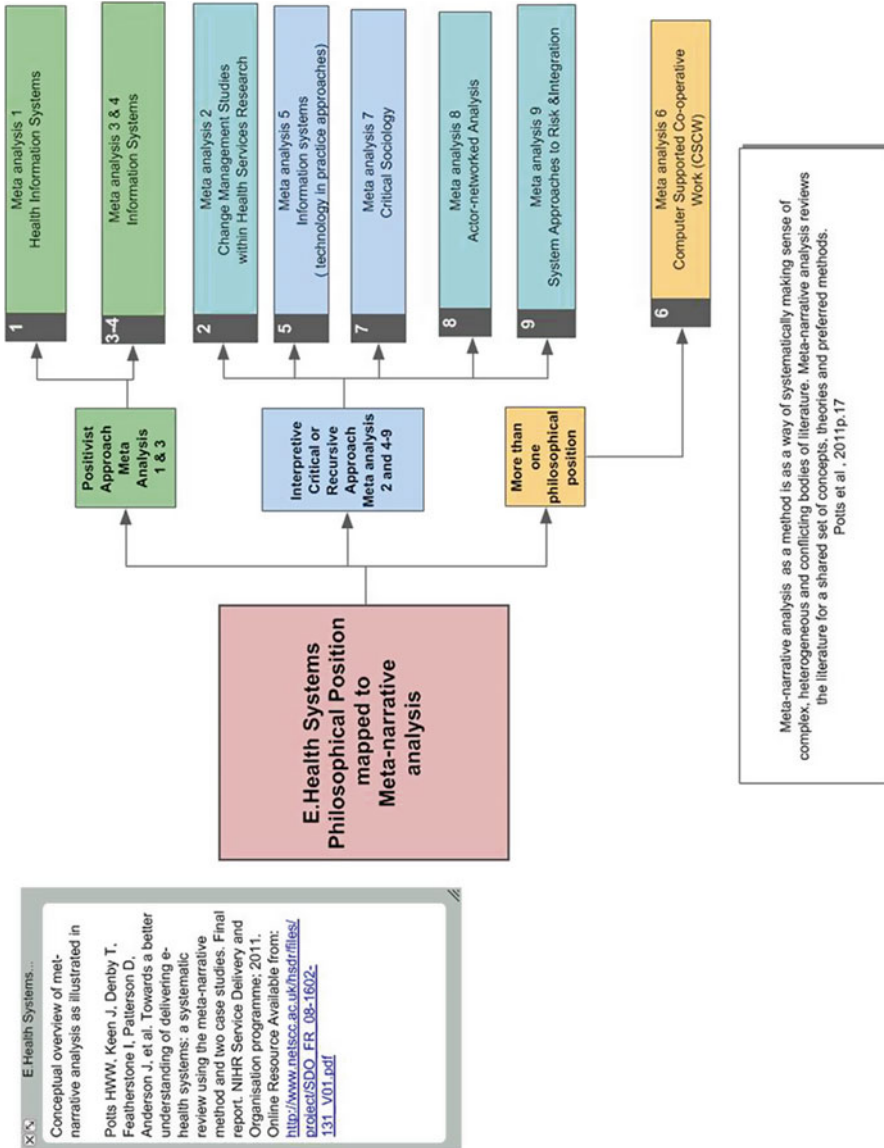 E.Health Systems...
Conceptual overview of met-
narrative analysis as illustrated in
Potts HWW, Keen J, Denby T,
Featherstone I, Patterson D,
Anderson J, et al. Towards a better
understanding of delivering e-
health systems: a systematic
review using the meta-narrative
method and two case studies. Final
report. NIHR Service Delivery and
Organisation programme; 2011.
Online Resource Available from:
http://www.netscc.ac.uk/hsdr/files/
project/SDO_FR_08-1602-
131_V01.pdf
E.Health Systems
Philosophical Position
mapped to
Meta-narrative
analysis
Positivist
Approach
Meta
Analysis
1 & 3
Interpretive
Critical or
Recursive
Approach
Meta analysis
2 and 4-9
More than
one
philosophical
position
1
Meta analysis 1
Health Information Systems
3-4
Meta analysis 3 & 4
Information Systems
2
Meta analysis 2
Change Management Studies
within Health Services Research
5
Meta analysis 5
Information systems
( technology in practice approaches)
7
Meta analysis 7
Critical Sociology
8
Meta analysis 8
Actor-networked Analysis
9
Meta analysis 9
System Approaches to Risk &Integration
6
Meta analysis 6
Computer Supported Co-operative
Work (CSCW)
Meta-narrative analysis as a method is as a way of systematically making sense of
complex, heterogeneous and conflicting bodies of literature. Meta-narrative analysis reviews
the literature for a shared set of concepts, theories and preferred methods.
Potts et al , 2011p.17